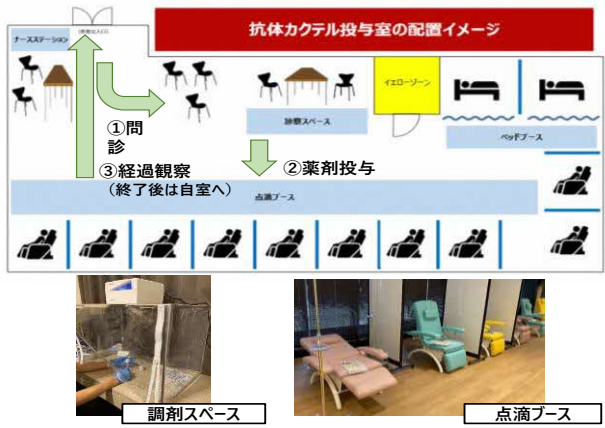 抗体カクテル投与室の配置イメージ
ナースステーション
イエローゾーン
診察スペース
ベッドブース
①問
診
②薬剤投与
③経過観察
（終了後は自室へ）
点滴ブース
調剤スペース
点滴ブース